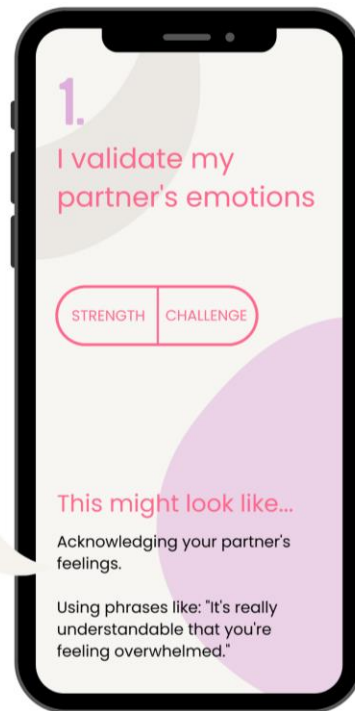 1.
I validate my
partner's emotions
STRENGTH CHALLENGE
This might look like...
Acknowledging your partner's
feelings.
Using phrases like: "It's really
understandable that you're
feeling overwhelmed."